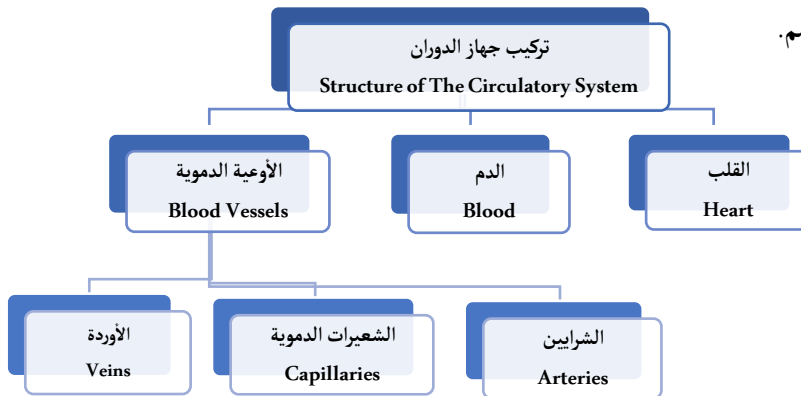 تركيب جهاز الدوران
Structure of The Circulatory System
القلب
Heart
الدم
Blood
الأوعية الدموية
Blood Vessels
الشرايين
Arteries
الشعيرات الدموية
Capillaries
الأوردة
Veins